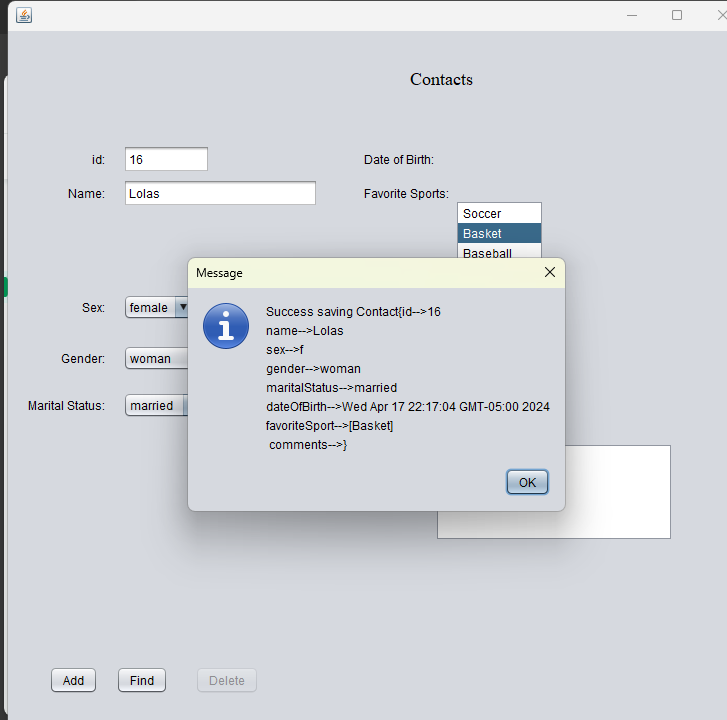 Contacts
id: 16
Date of Birth:
Name: Lolas
Favorite Sports:
Soccer
Basket
Baseball
Message
Success saving Contact{id-->16
name-->Lolas
sex-->f
gender-->woman
maritalStatus-->married
dateOfBirth-->Wed Apr 17 22:17:04 GMT-05:00 2024
favoriteSport-->[Basket]
comments-->}
OK
Sex: female
Gender: woman
Marital Status: married
Add Find Delete